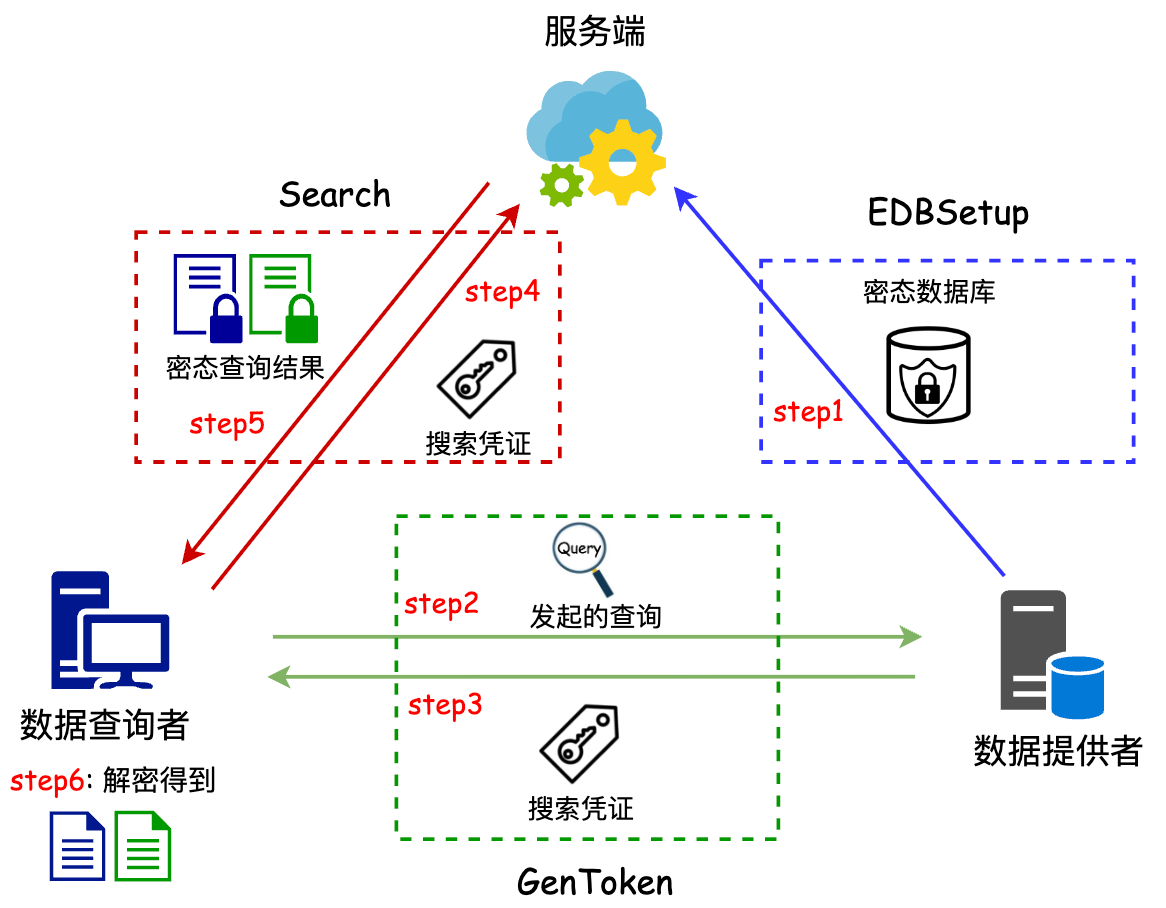 服务端
Search
EDBSetup
step4
密态数据库
密态查询结果
step5
step1
搜索凭证
Query
step2
发起的查询
step3
数据查询者
数据提供者
step6: 解密得到
搜索凭证
GenToken